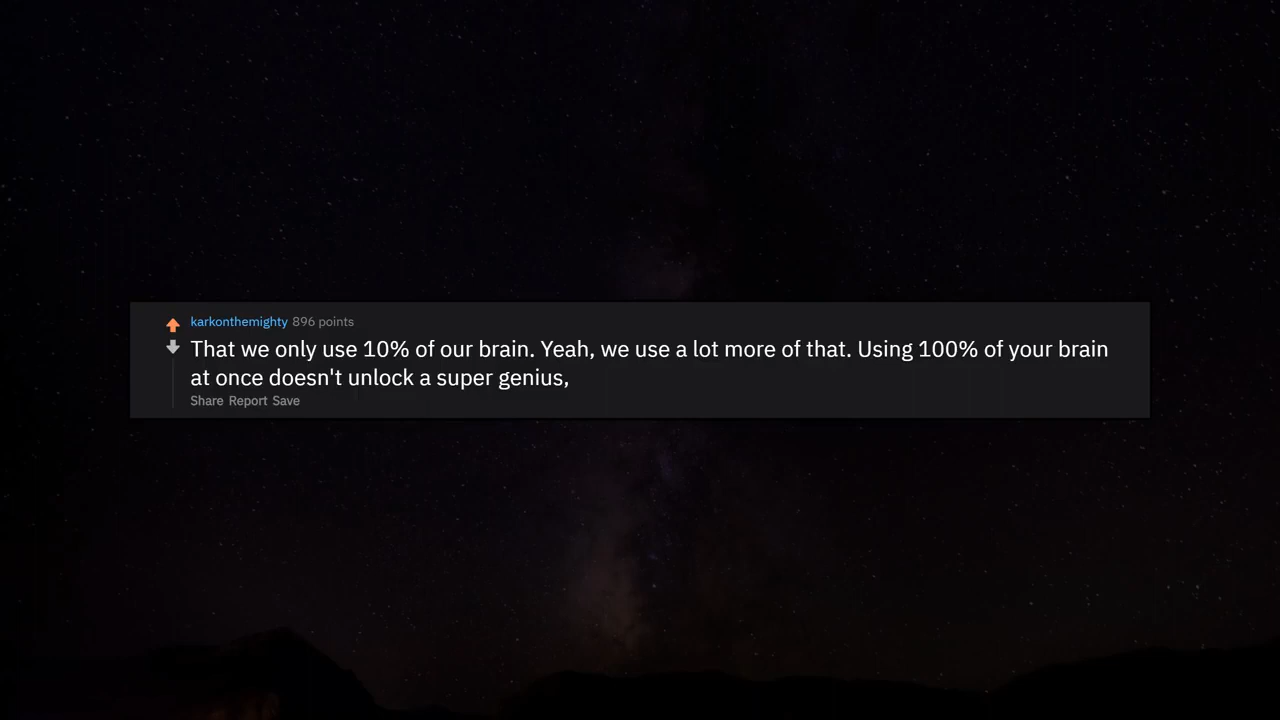 karkonthemighty 896 points
That we only use 10% of our brain. Yeah, we use a lot more of that. Using 100% of your brain
at once doesn't unlock a super genius,
Share Report Save